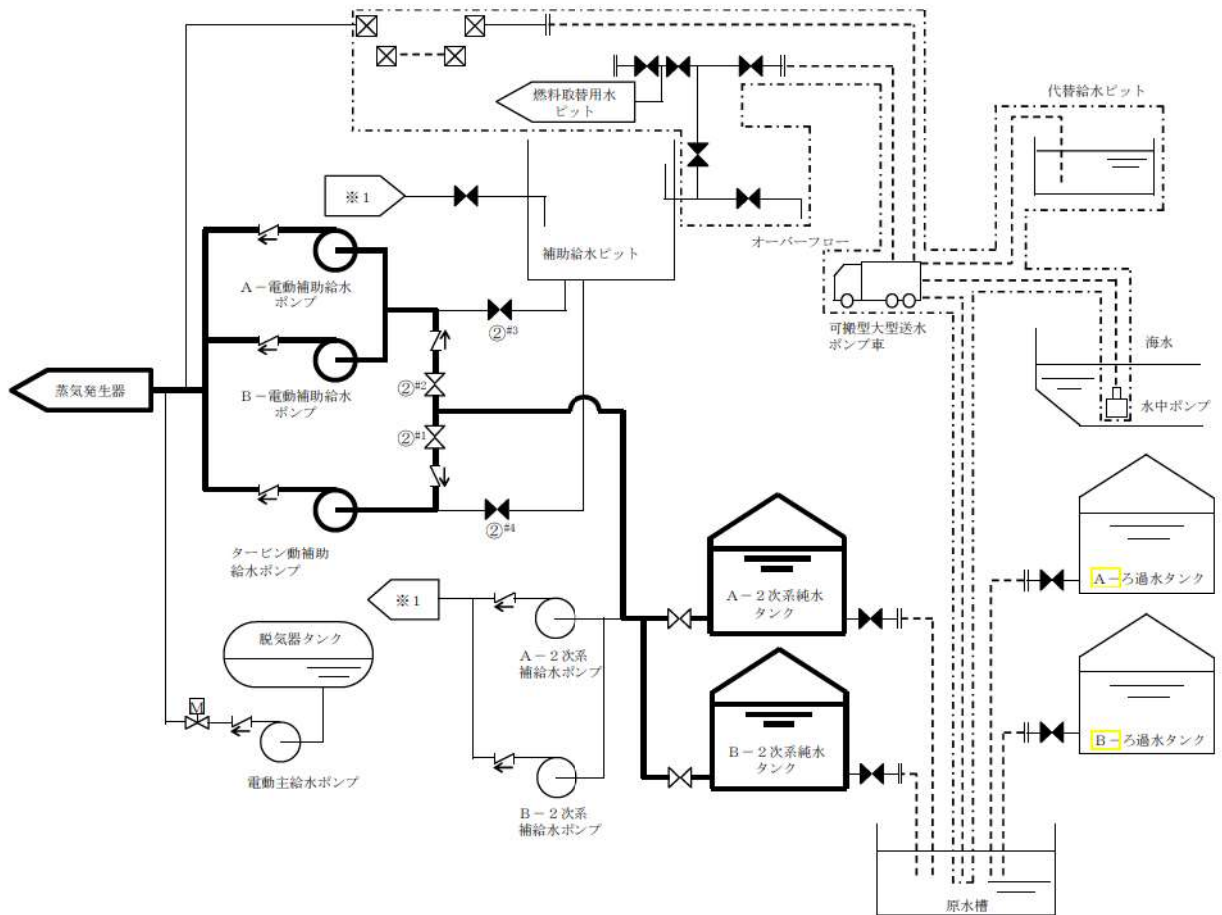 燃料取替用水
ピット
代替給水ピット
※1
補助給水ピット
オーバーフロー
A－電動補助給水
ポンプ
②#3
可搬型大型送水
ポンプ車
海水
水中ポンプ
蒸気発生器
B－電動補助給水
ポンプ
②#2
②#1
タービン動補助
給水ポンプ
②#4
A－2次系純水
タンク
A－ろ過水タンク
※1
脱気器タンク
A－2次系
補給水ポンプ
M
電動主給水ポンプ
B－2次系純水
タンク
B－ろ過水タンク
B－2次系
補給水ポンプ
原水槽